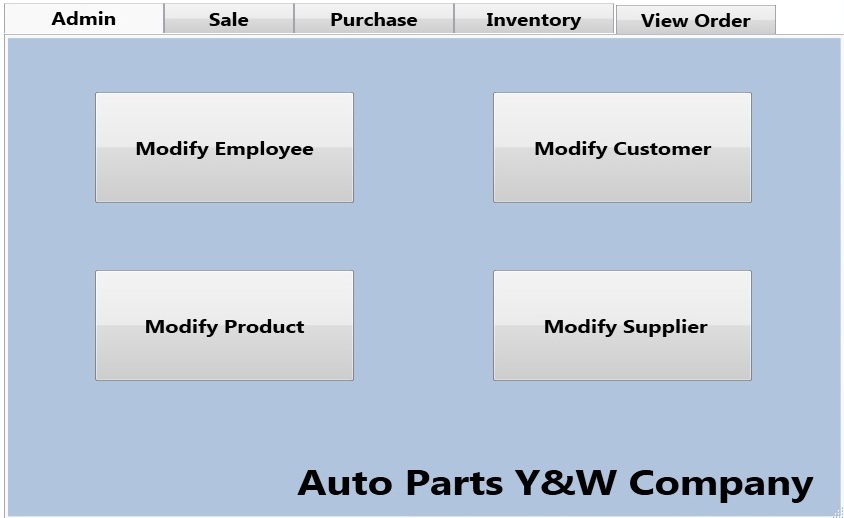 Admin Sale Purchase Inventory View Order
Modify Employee Modify Customer
Modify Product Modify Supplier
Auto Parts Y&W Company